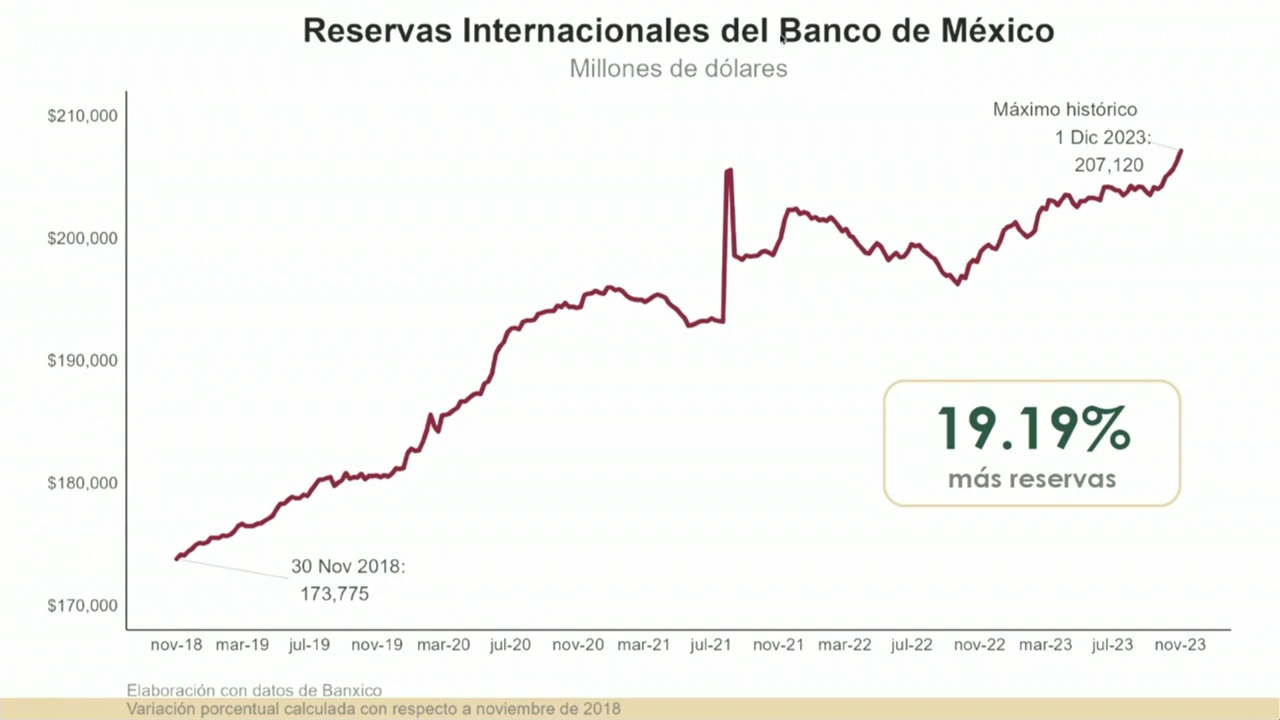 Reservas Internacionales del Banco de México
Millones de dólares
$210,000
$200,000
$190,000
$180,000
$170,000
Máximo histórico
1 Dic 2023:
207,120
19.19%
más reservas
30 Nov 2018:
173,775
nov-18 mar-19 jul-19 nov-19 mar-20 jul-20 nov-20 mar-21 jul-21 nov-21 mar-22 jul-22 nov-22 mar-23 jul-23 nov-23
Elaboración con datos de Banxico
Variación porcentual calculada con respecto a noviembre de 2018